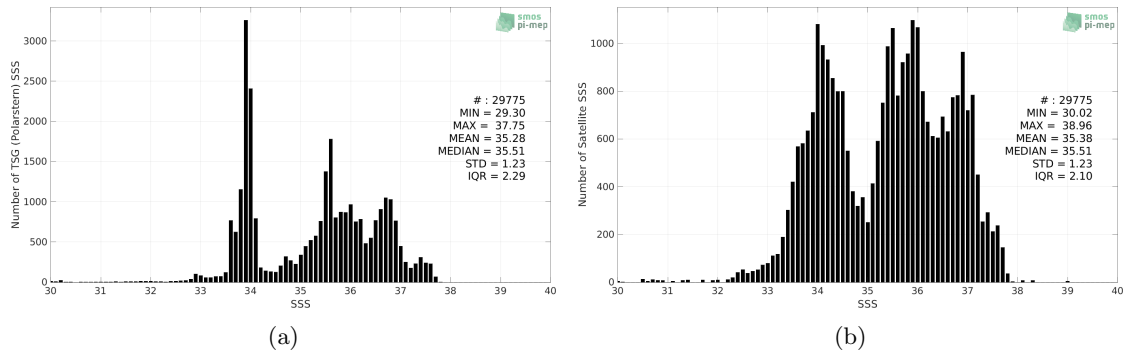 smos
pi-mep
3000
2500
2000
1500
1000
500
0
Number of TSG (Polarstern) SSS
# : 29775
MIN = 29.30
MAX = 37.75
MEAN = 35.28
MEDIAN = 35.51
STD = 1.23
IQR = 2.29
30 31 32 33 34 35 36 37 38 39 40
SSS
(a)
smos
pi-mep
1000
800
600
400
200
0
Number of Satellite SSS
# : 29775
MIN = 30.02
MAX = 38.96
MEAN = 35.38
MEDIAN = 35.51
STD = 1.23
IQR = 2.10
30 31 32 33 34 35 36 37 38 39 40
SSS
(b)